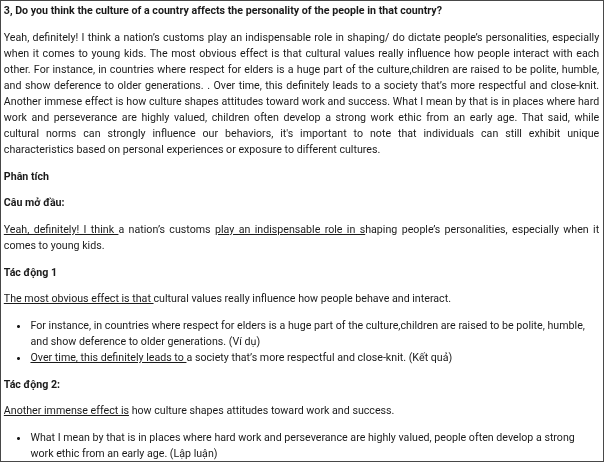 3, Do you think the culture of a country affects the personality of the people in that country?
Yeah, definitely! I think a nation's customs play an indispensable role in shaping/ do dictate people's personalities, especially
when it comes to young kids. The most obvious effect is that cultural values really influence how people interact with each
other. For instance, in countries where respect for elders is a huge part of the culture,children are raised to be polite, humble,
and show deference to older generations. . Over time, this definitely leads to a society that's more respectful and close-knit.
Another immese effect is how culture shapes attitudes toward work and success. What I mean by that is in places where hard
work and perseverance are highly valued, children often develop a strong work ethic from an early age. That said, while
cultural norms can strongly influence our behaviors, it's important to note that individuals can still exhibit unique
characteristics based on personal experiences or exposure to different cultures.
Phân tích
Câu mở đầu:
Yeah, definitely! I think a nation's customs play an indispensable role in shaping people's personalities, especially when it
comes to young kids.
Tác động 1
The most obvious effect is that cultural values really influence how people behave and interact.
• For instance, in countries where respect for elders is a huge part of the culture,children are raised to be polite, humble,
and show deference to older generations. (Ví dụ)
• Over time, this definitely leads to a society that's more respectful and close-knit. (Kết quả)
Tác động 2:
Another immense effect is how culture shapes attitudes toward work and success.
• What I mean by that is in places where hard work and perseverance are highly valued, people often develop a strong
work ethic from an early age. (Lập luận)